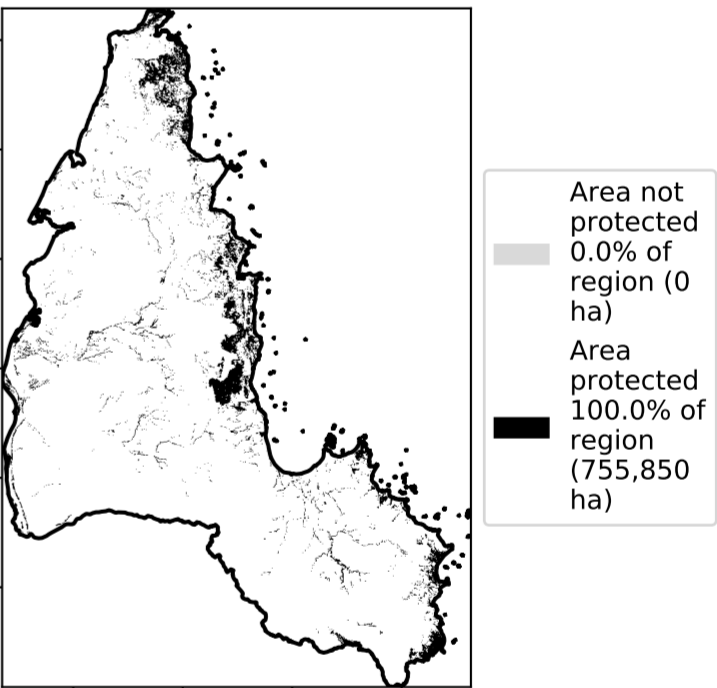 Area not
protected
0.0% of
region (0
ha)
Area
protected
100.0% of
region
(755,850
ha)